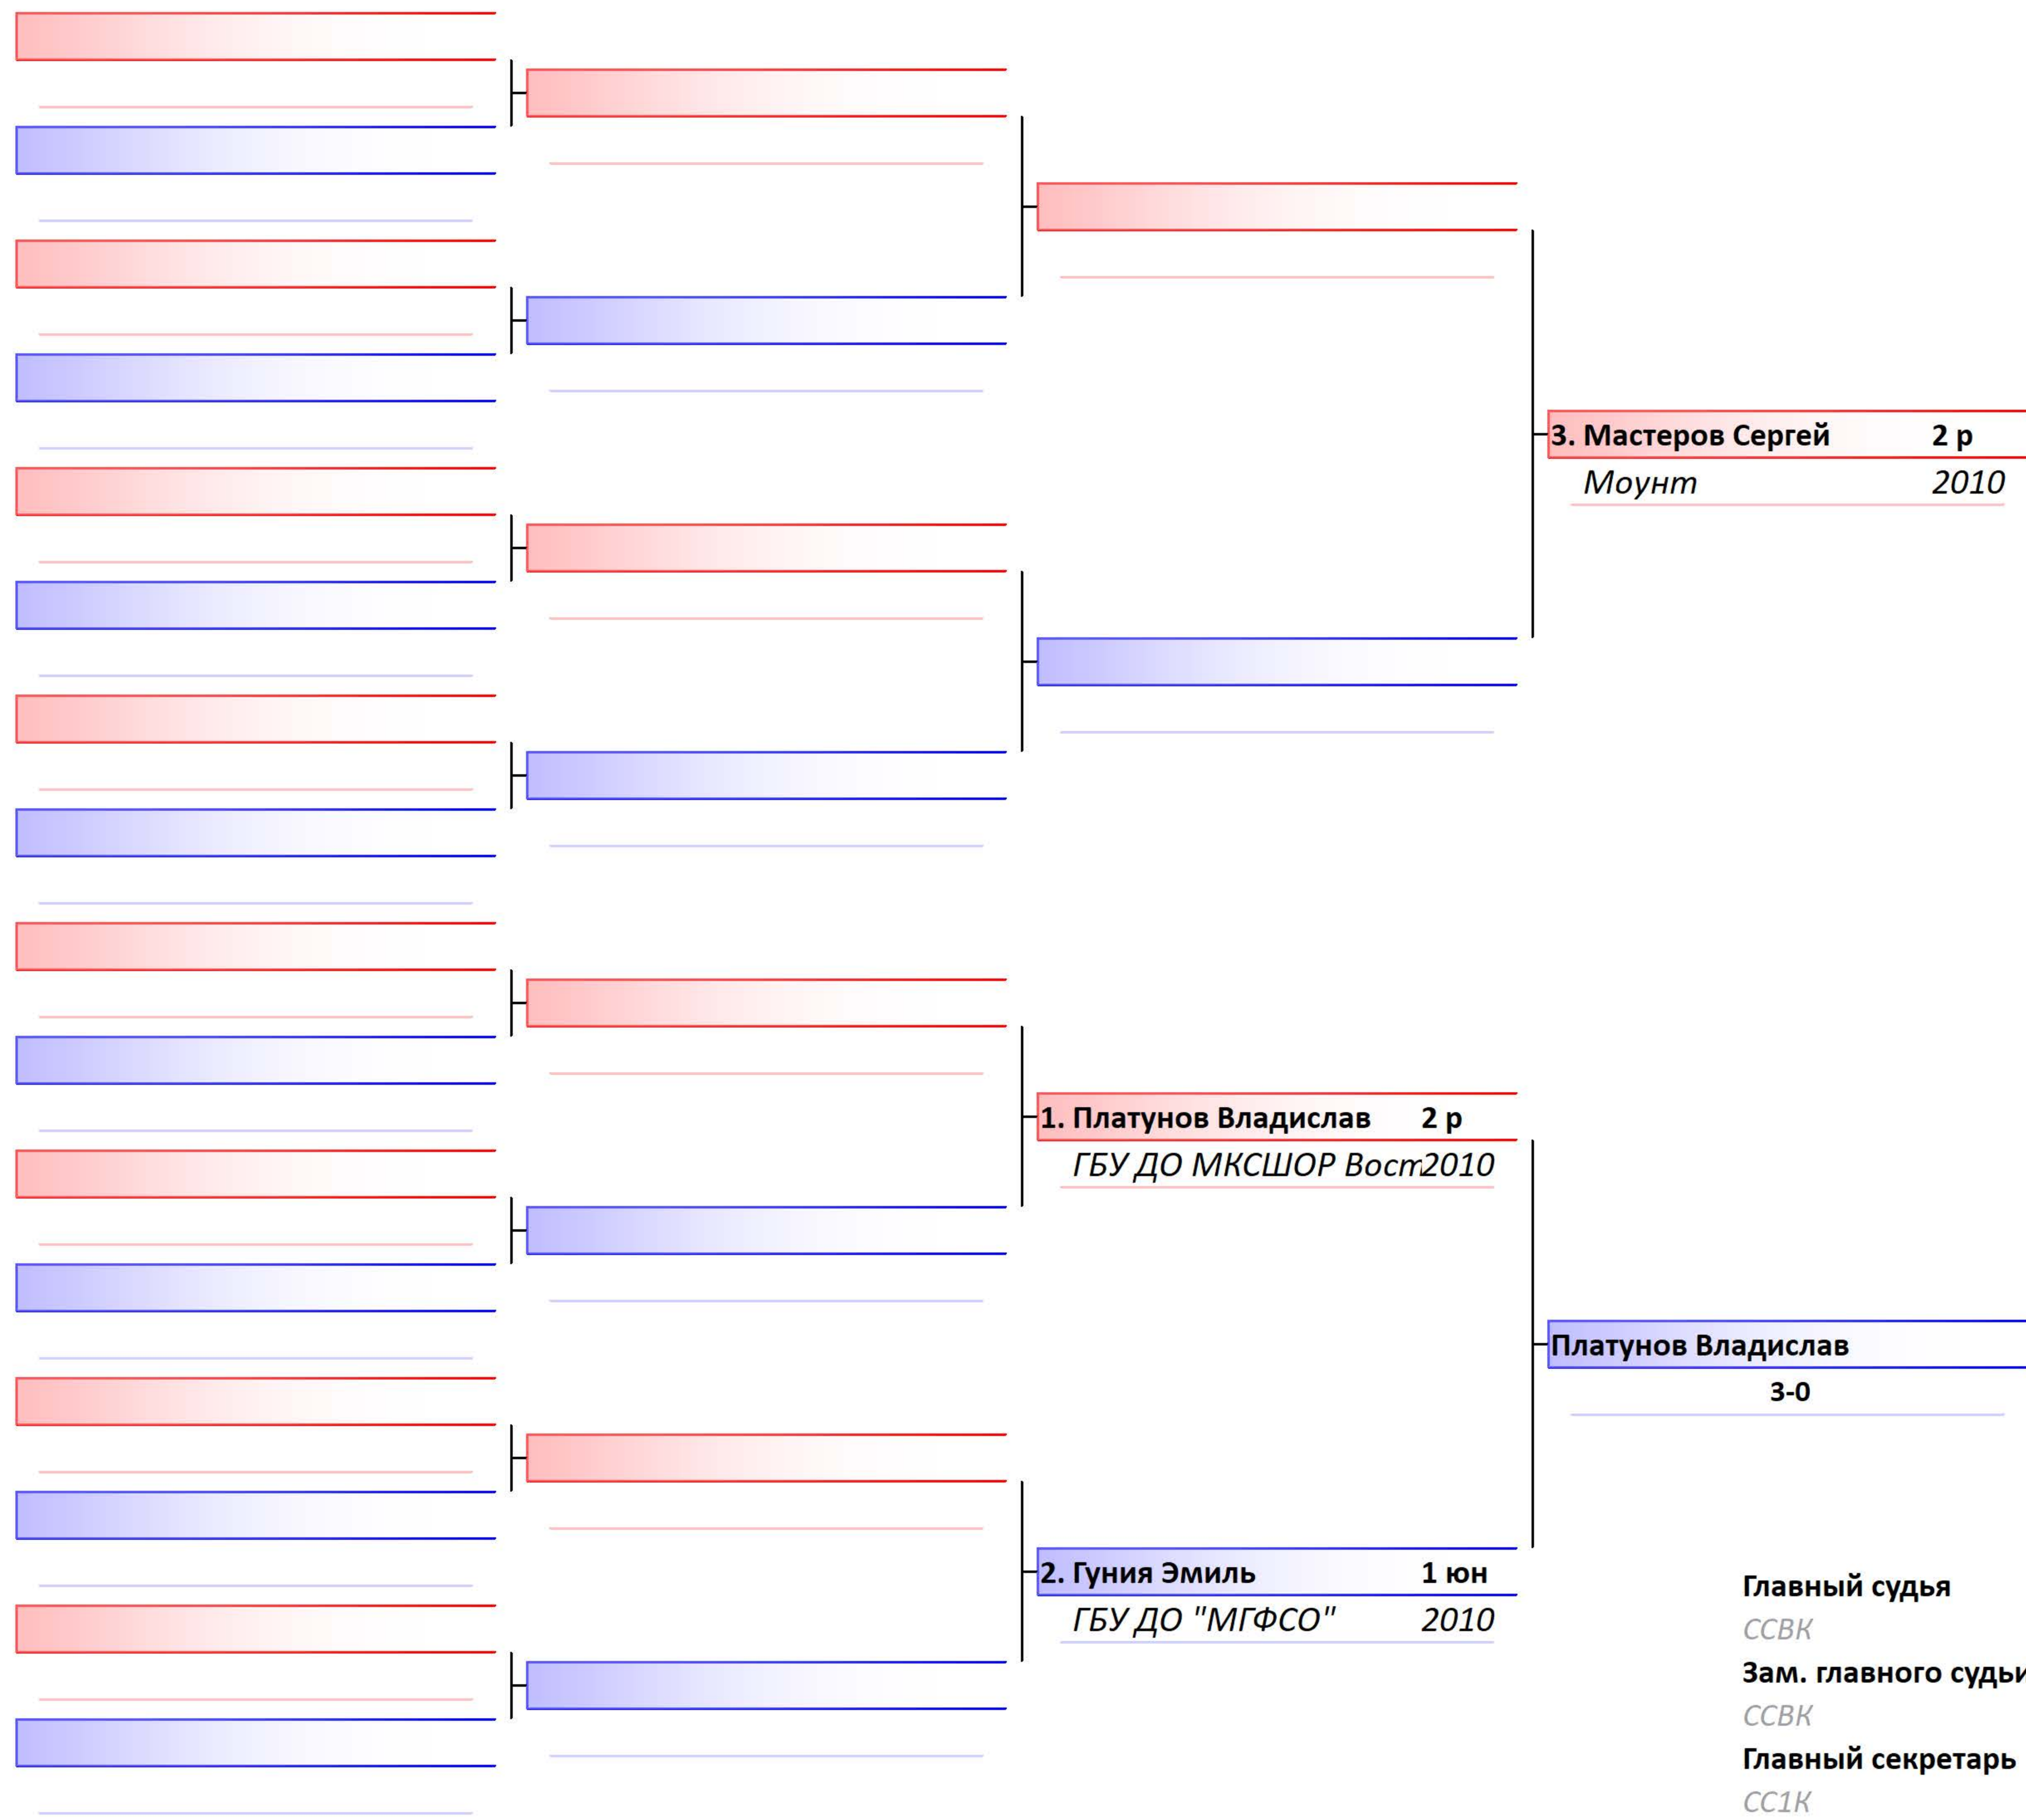 3. Мастеров Сергей 2 р
Моунт 2010
1. Платунов Владислав 2 р
ГБУ ДО МКСШОР Вост2010
Платунов Владислав
3-0
2. Гуния Эмиль 1 юн
ГБУ ДО "МГФСО" 2010
Главный судья
ССВК
Зам. главного судьи
ССВК
Главный секретарь
СС1К